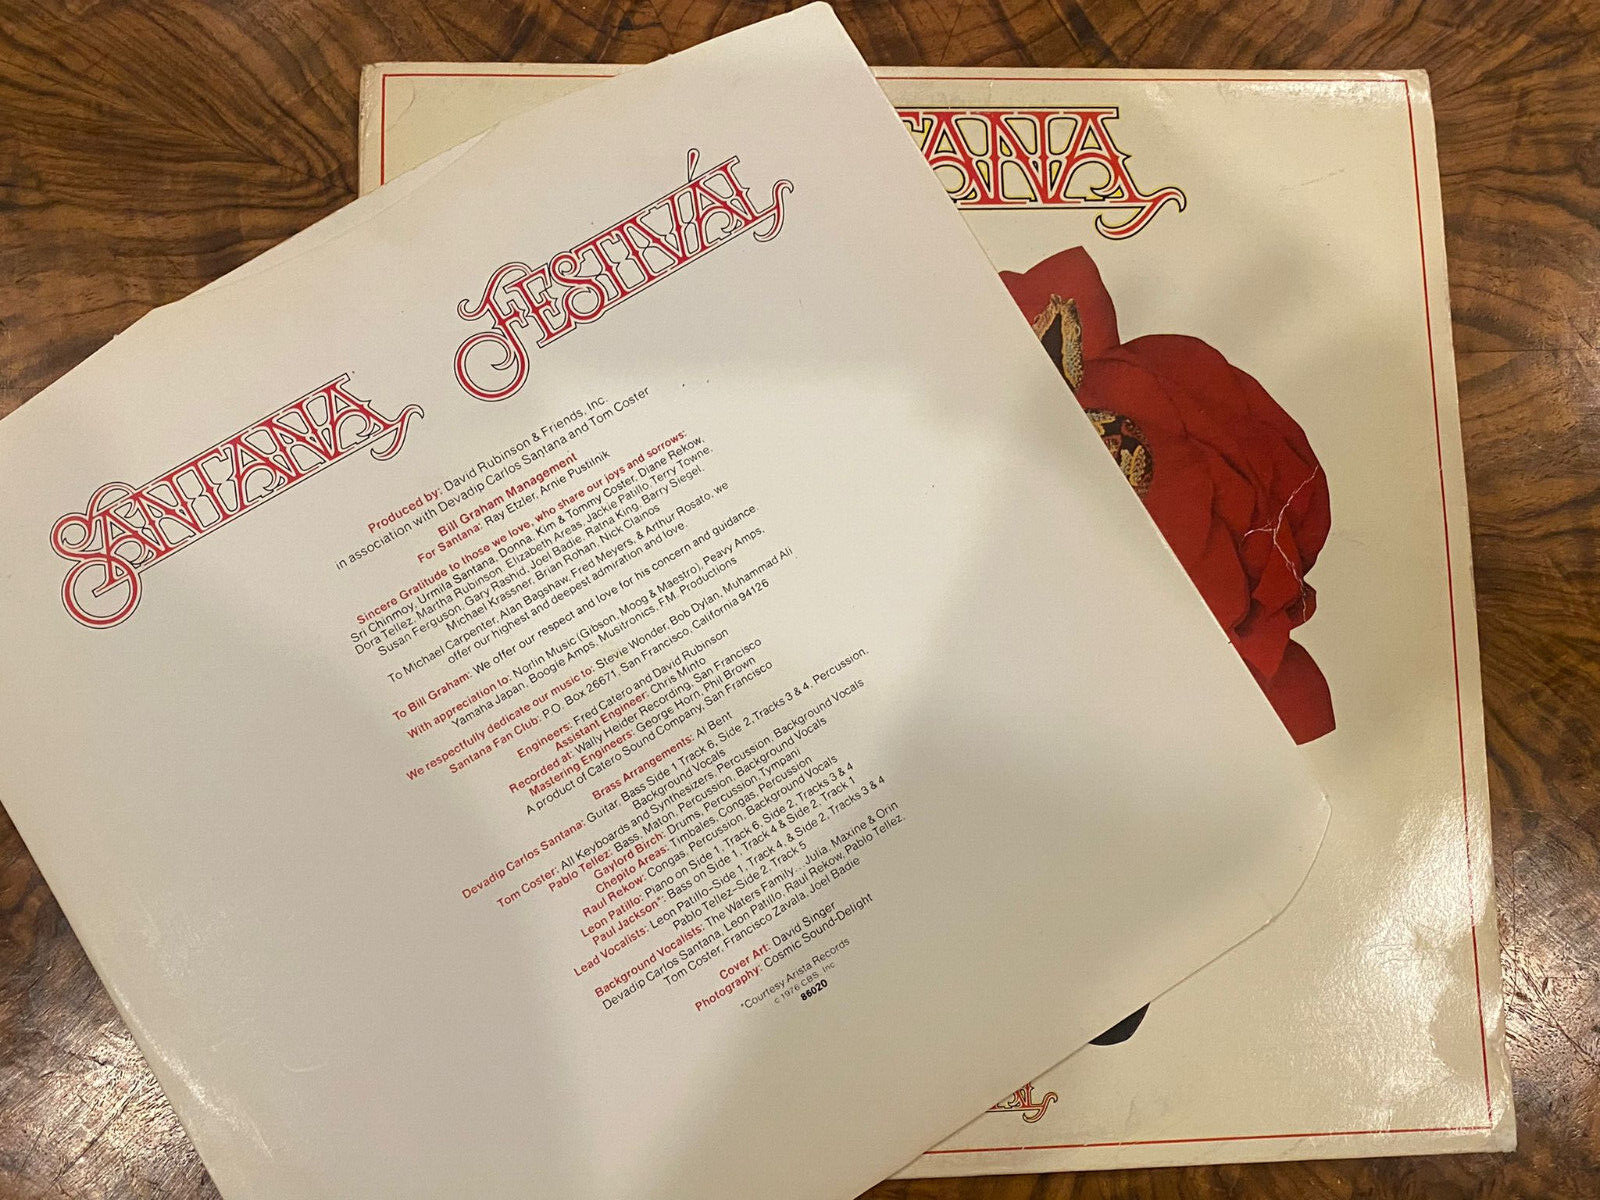 SANTANA FESTIVÁL
Produced by: David Rubinson & Friends, Inc.
in association with Devadip Carlos Santana and Tom Coster
Bill Graham Management
For Santana: Ray Etzler, Arnie Pustilnik
Sincere Gratitude to those we love, who share our joys and sorrows:
Sri Chinmoy, Urmila Santana, Donna, Kim & Tommy Coster, Diane Rekow,
Dora Tellez, Martha Rubinson, Elizabeth Areas, Jackie Patillo, Terry Towne,
Susan Ferguson, Gary Rashid, Joel Badie, Ratna King, Barry Siegel,
Michael Krassner, Brian Rohan, Nick Clainos
To Michael Carpenter, Alan Bagshaw, Fred Meyers, & Arthur Rosato, we
offer our highest and deepest admiration and love.
To Bill Graham: We offer our respect and love for his concern and guidance.
With appreciation to: Norlin Music (Gibson, Moog & Maestro), Peavy Amps,
Yamaha Japan, Boogie Amps, Musitronics, F.M. Productions
We respectfully dedicate our music to: Stevie Wonder, Bob Dylan, Muhammad Ali
Santana Fan Club: P.O. Box 26671, San Francisco, California 94126
Engineers: Fred Catero and David Rubinson
Assistant Engineer: Chris Minto
Recorded at: Wally Heider Recording, San Francisco
Mastering Engineers: George Horn, Phil Brown
A product of Catero Sound Company, San Francisco
Brass Arrangements: Al Bent
Devadip Carlos Santana: Guitar, Bass Side 1 Track 6, Side 2, Tracks 3 & 4, Percussion,
Background Vocals
Tom Coster: All Keyboards and Synthesizers, Percussion, Background Vocals
Pablo Tellez: Bass, Maton, Percussion, Background Vocals
Gaylord Birch: Drums, Percussion, Tympani
Chepito Areas: Timbales, Congas, Percussion
Raul Rekow: Congas, Percussion, Background Vocals
Leon Patillo: Piano on Side 1, Track 6, Side 2, Tracks 3 & 4
Paul Jackson*: Bass on Side 1, Track 4 & Side 2, Track 1
Lead Vocalists: Leon Patillo–Side 1, Track 4, & Side 2, Tracks 3 & 4
Pablo Tellez–Side 2, Track 5
Background Vocalists: The Waters Family, Julia, Maxine & Orin
Devadip Carlos Santana, Leon Patillo, Raul Rekow, Pablo Tellez,
Tom Coster, Francisco Zavala, Joel Badie
Cover Art: David Singer
Photography: Cosmic Sound-Delight
*Courtesy Arista Records
© 1976 CBS, Inc.
86020
TANA